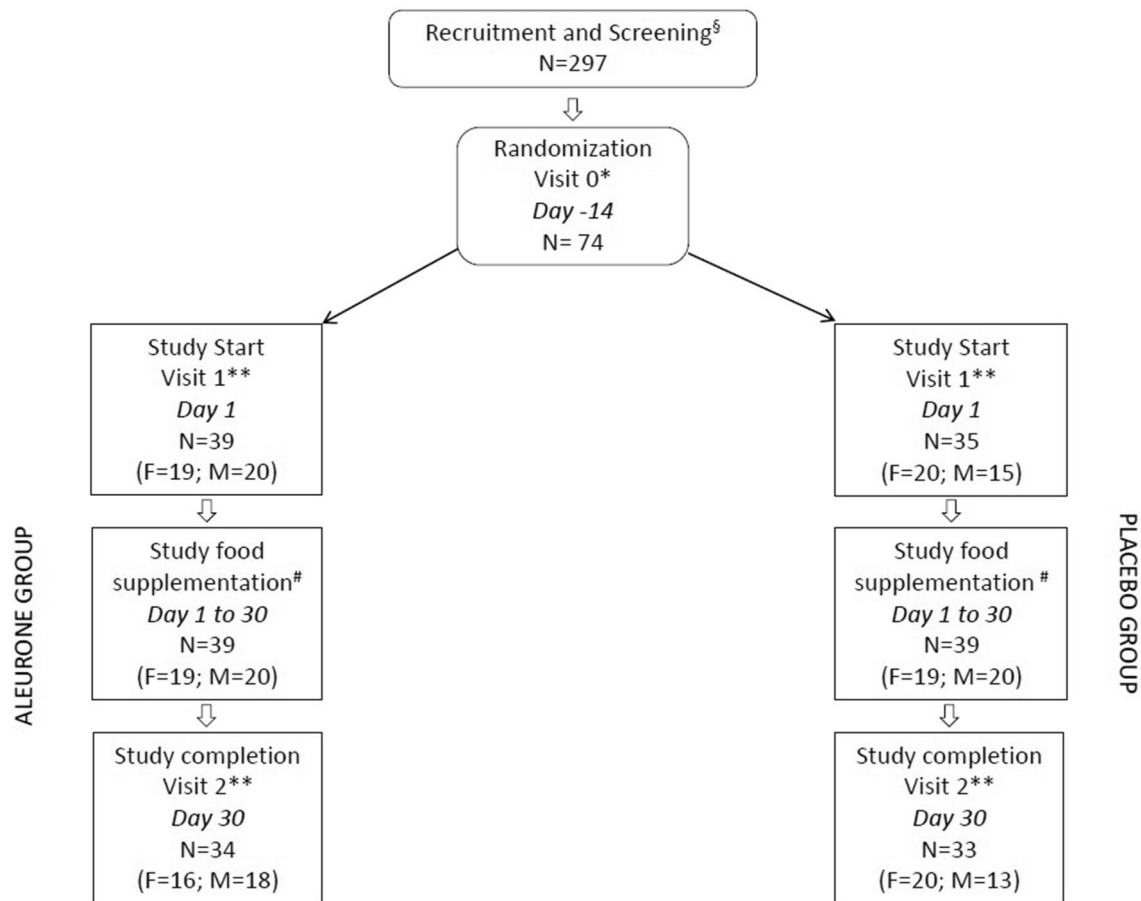 Recruitment and Screening§
N=297
Randomization
Visit 0*
Day -14
N= 74
Study Start
Visit 1**
Day 1
N=39
(F=19; M=20)
Study Start
Visit 1**
Day 1
N=35
(F=20; M=15)
ALEURONE GROUP
Study food
supplementation#
Day 1 to 30
N=39
(F=19; M=20)
Study food
supplementation #
Day 1 to 30
N=39
(F=19; M=20)
PLACEBO GROUP
Study completion
Visit 2**
Day 30
N=34
(F=16; M=18)
Study completion
Visit 2**
Day 30
N=33
(F=20; M=13)